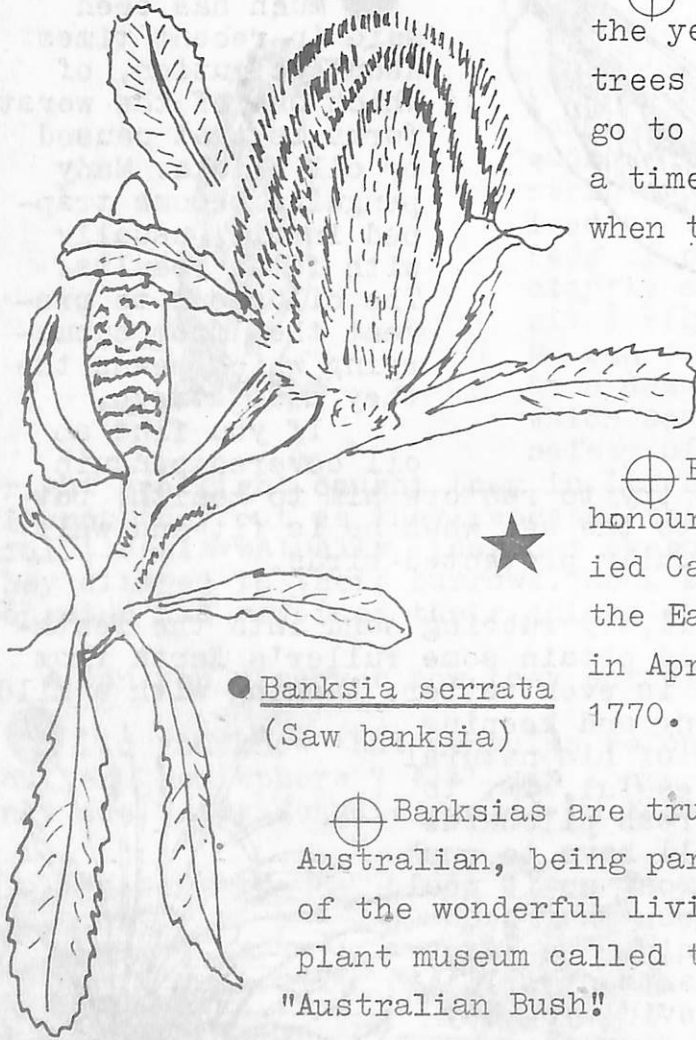 the ye
trees
go to
a time
when t
H
honour
ied Ca
the Ea
in Apr
1770.
Banksia serrata
(Saw banksia)
Banksias are tru
Australian, being par
of the wonderful livi
plant museum called t
"Australian Bush"!